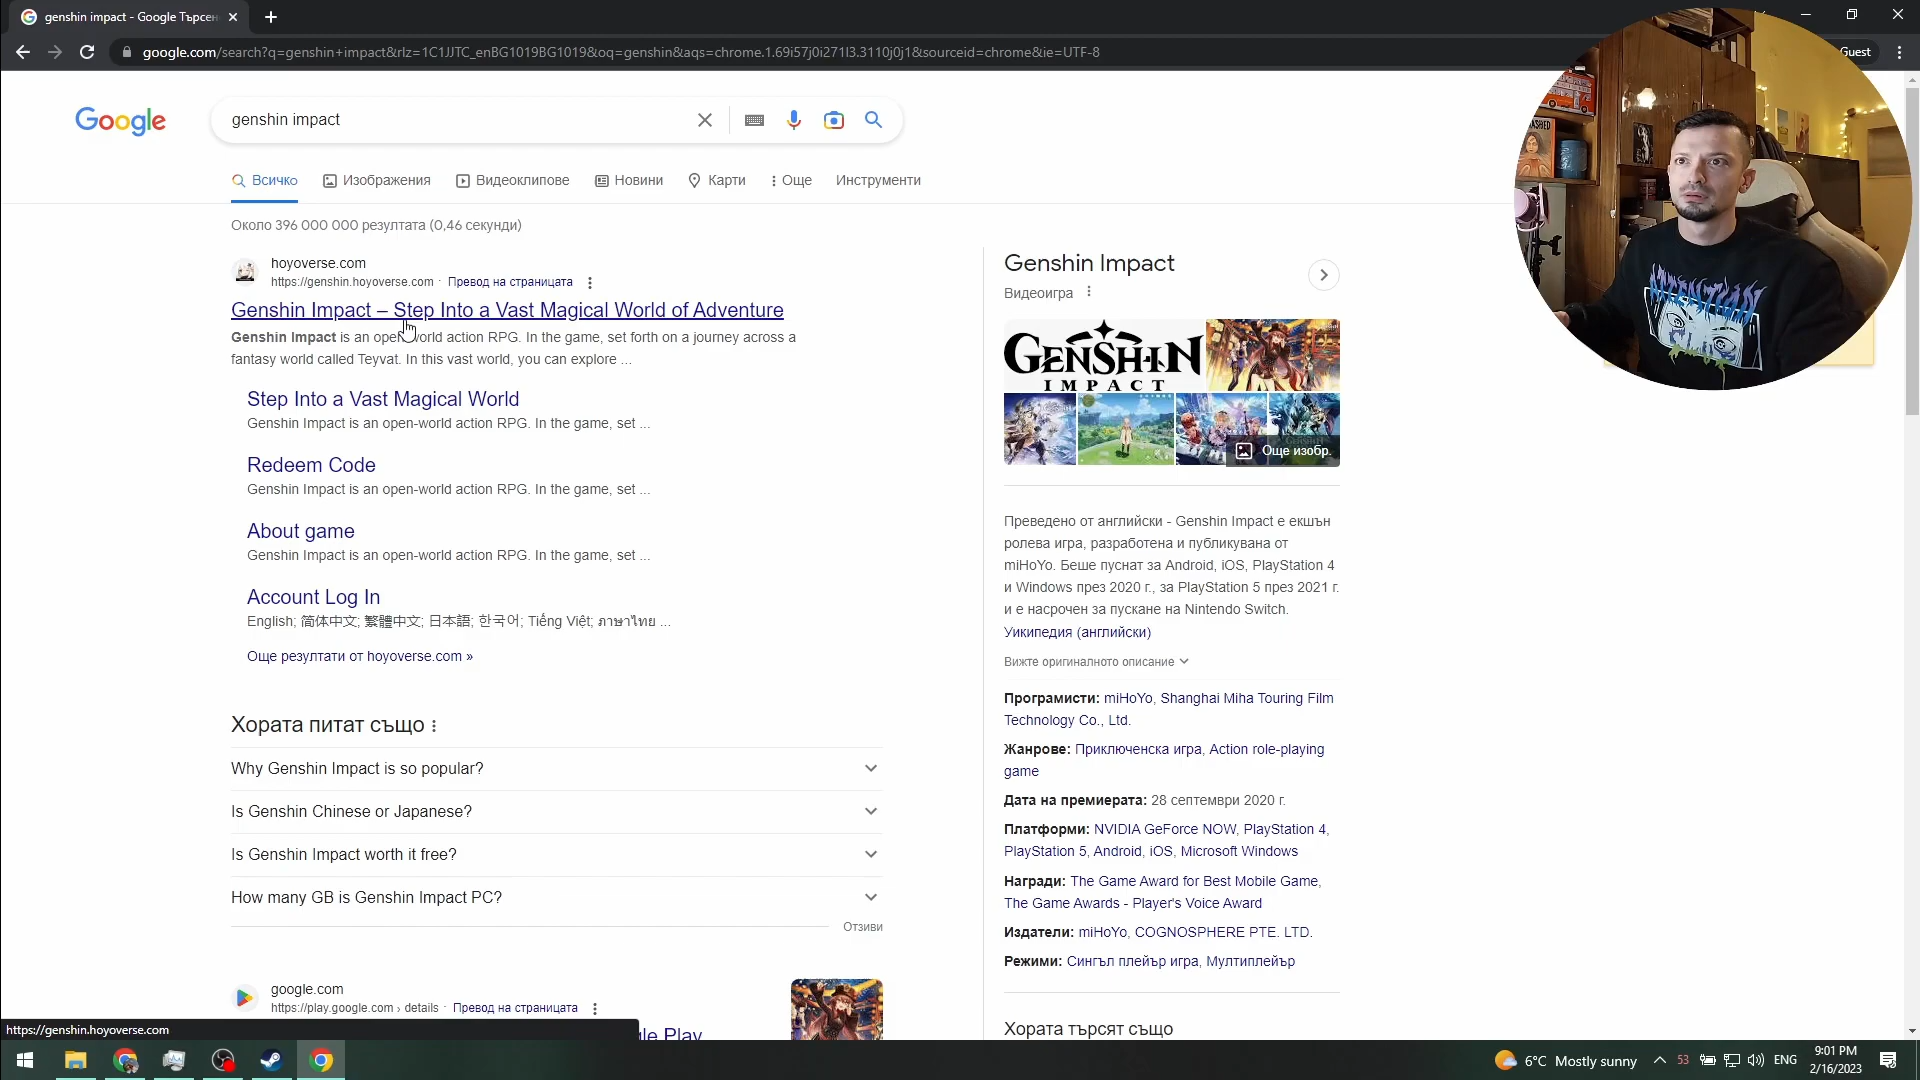 genshin impact - Google Търсен
google.com/search?q=genshin+impact&rlz=1C1JJTC_enBG1019BG1019&oq=genshin&aqs=chrome.1.69i57j0i271l3.3110j0j1&sourceid=chrome&ie=UTF-8
Guest
Google
genshin impact
Всичко
Изображения
Видеоклипове
Новини
Карти
Още
Инструменти
Около 396 000 000 резултата (0,46 секунди)
hoyoverse.com
https://genshin.hoyoverse.com · Превод на страницата
Genshin Impact – Step Into a Vast Magical World of Adventure
Genshin Impact is an open-world action RPG. In the game, set forth on a journey across a
fantasy world called Teyvat. In this vast world, you can explore ...
Step Into a Vast Magical World
Genshin Impact is an open-world action RPG. In the game, set ...
Redeem Code
Genshin Impact is an open-world action RPG. In the game, set ...
About game
Genshin Impact is an open-world action RPG. In the game, set ...
Account Log In
English; 简体中文; 繁體中文; 日本語; 한국어; Tiếng Việt; ภาษาไทย ...
Още резултати от hoyoverse.com »
Хората питат също
Why Genshin Impact is so popular?
Is Genshin Chinese or Japanese?
Is Genshin Impact worth it free?
How many GB is Genshin Impact PC?
Отзиви
google.com
https://play.google.com › details · Превод на страницата
gle Play
https://genshin.hoyoverse.com
Genshin Impact
Видеоигра
GENSHIN
IMPACT
Още изобр.
Преведено от английски - Genshin Impact е екшън
ролева игра, разработена и публикувана от
miHoYo. Беше пуснат за Android, iOS, PlayStation 4
и Windows през 2020 г., за PlayStation 5 през 2021 г.
и е насрочен за пускане на Nintendo Switch.
Уикипедия (английски)
Вижте оригиналното описание
Програмисти: miHoYo, Shanghai Miha Touring Film
Technology Co., Ltd.
Жанрове: Приключенска игра, Action role-playing
game
Дата на премиерата: 28 септември 2020 г.
Платформи: NVIDIA GeForce NOW, PlayStation 4,
PlayStation 5, Android, iOS, Microsoft Windows
Награди: The Game Award for Best Mobile Game,
The Game Awards - Player's Voice Award
Издатели: miHoYo, COGNOSPHERE PTE. LTD.
Режими: Сингъл плейър игра, Мултиплейър
Хората търсят също
6°C Mostly sunny
53
ENG
9:01 PM
2/16/2023